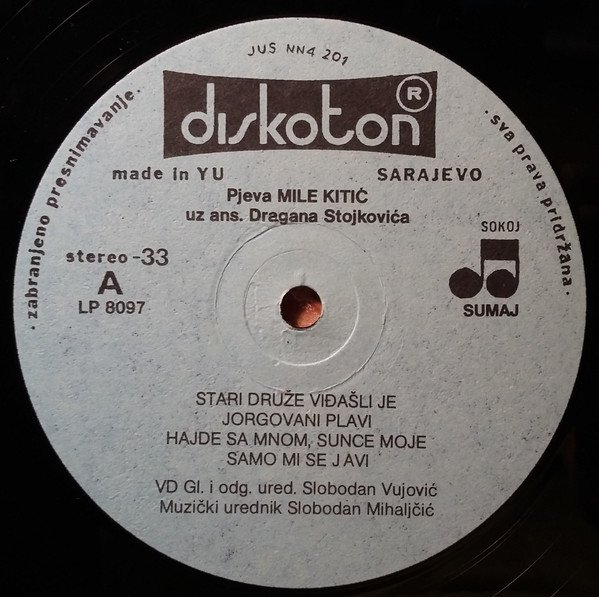 JUS NN4 201
diskoton ®
made in YU SARAJEVO
· zabranjeno presnimavanje ·
· sva prava pridržana ·
Pjeva MILE KITIĆ
uz ans. Dragana Stojkovića
stereo -33
A
LP 8097
SOKOJ
SUMAJ
STARI DRUŽE VIĐAŠLI JE
JORGOVANI PLAVI
HAJDE SA MNOM, SUNCE MOJE
SAMO MI SE JAVI
VD Gl. i odg. ured. Slobodan Vujović
Muzički urednik Slobodan Mihaljčić